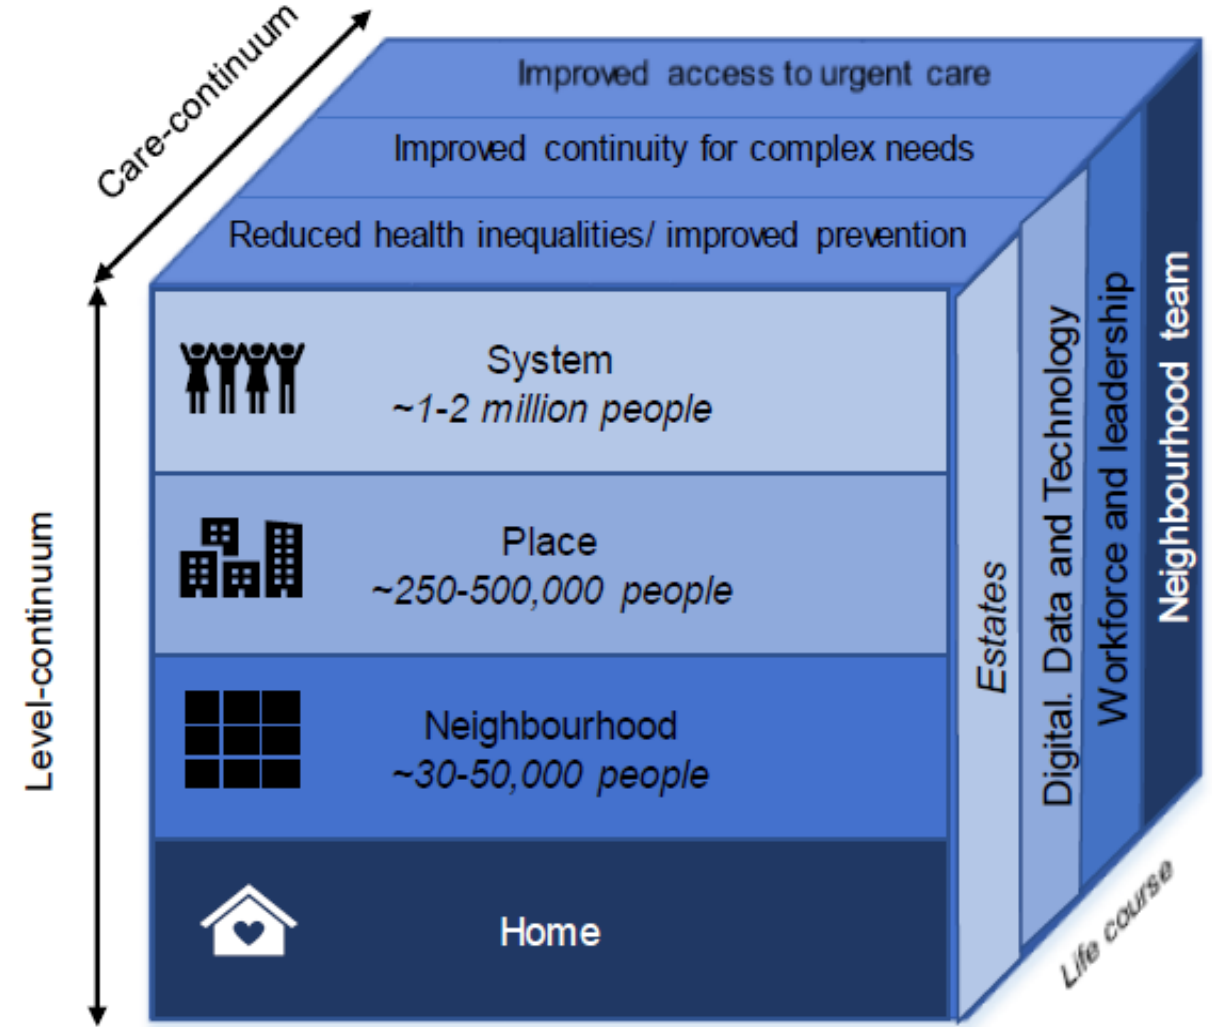 Care-continuum
Improved access to urgent care
Improved continuity for complex needs
Reduced health inequalities/ improved prevention
Level-continuum
System
~1-2 million people
Place
~250-500,000 people
Neighbourhood
~30-50,000 people
Home
Estates
Digital. Data and Technology
Workforce and leadership
Neighbourhood team
Life course